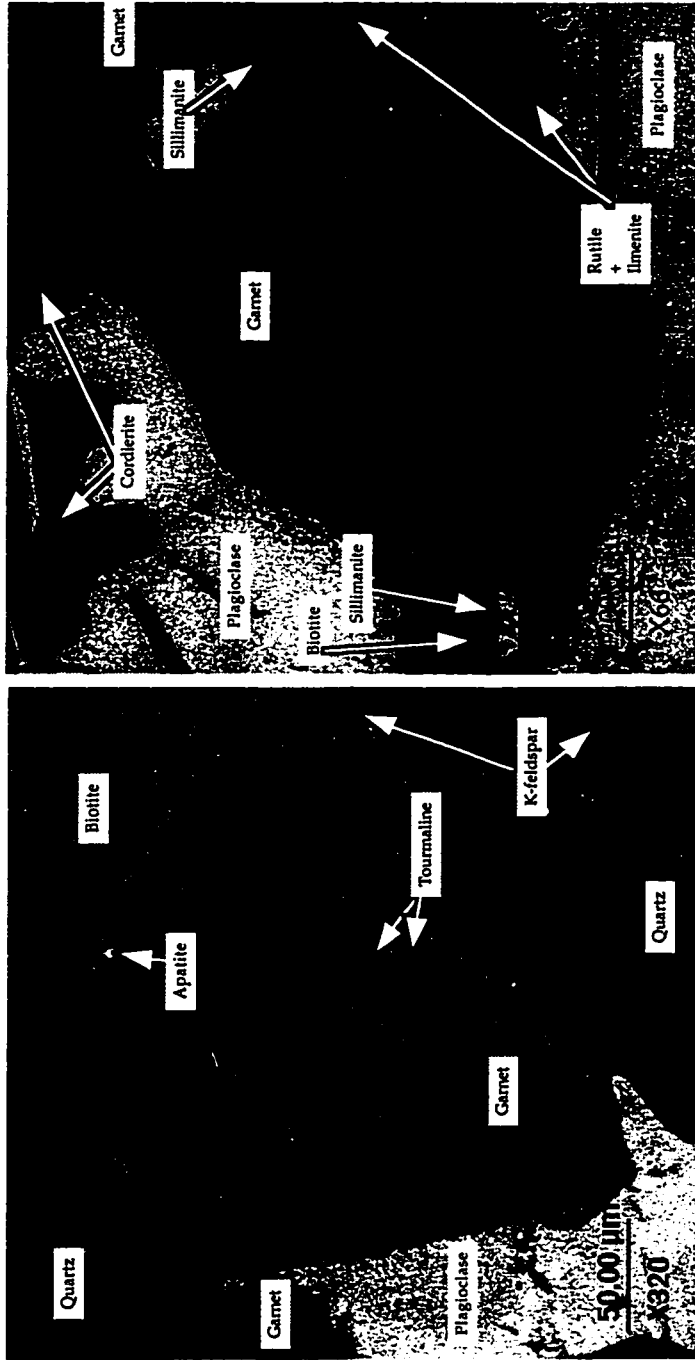 Quartz
Biotite
Apatite
Garnet
Tourmaline
Plagioclase
Garnet
K-feldspar
50.00 µm
X320
Quartz
Garnet
Cordierite
Sillimanite
Plagioclase
Garnet
Biotite
Sillimanite
Rutile
+
Ilmenite
Plagioclase
X66